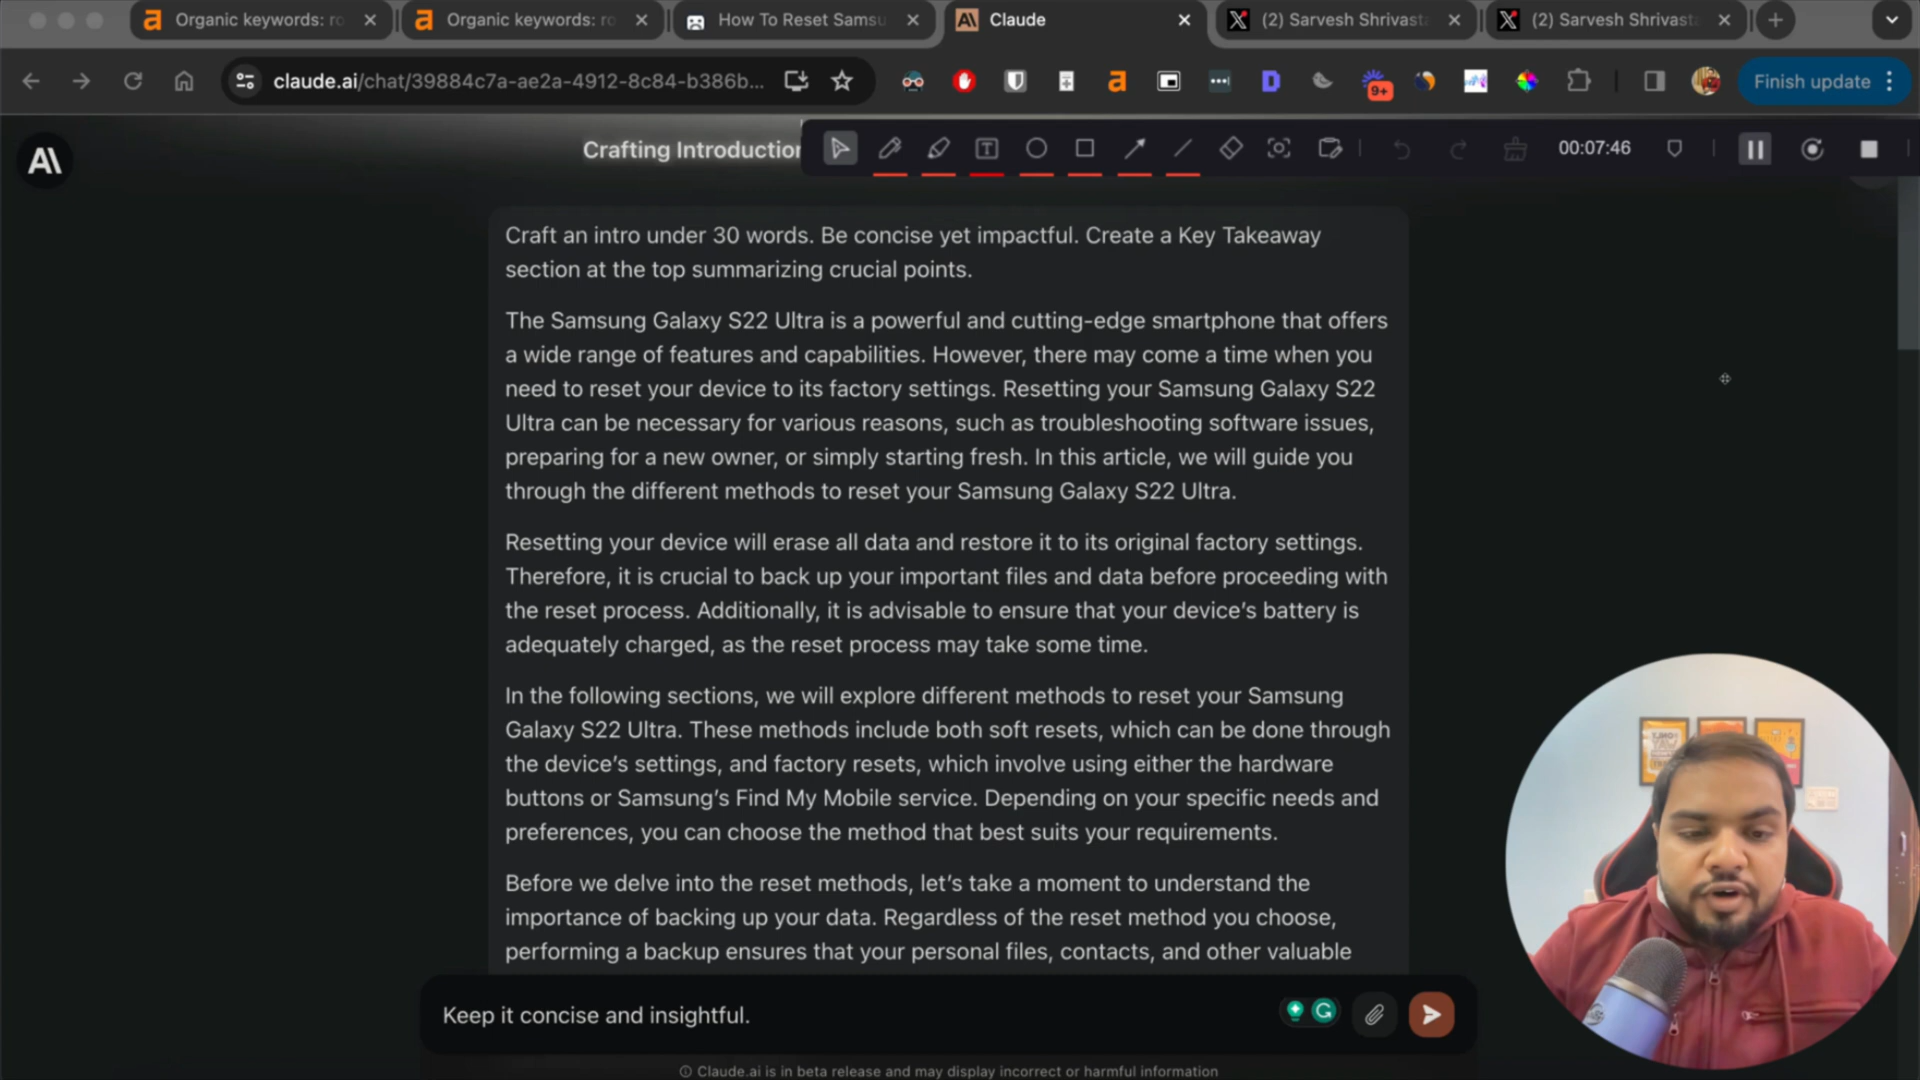 Organic keywords: ro
Organic keywords: ro
How To Reset Samsu
Claude
(2) Sarvesh Shrivasta
(2) Sarvesh Shrivasta
claude.ai/chat/39884c7a-ae2a-4912-8c84-b386b...
9+
Finish update
Crafting Introduction
00:07:46
Craft an intro under 30 words. Be concise yet impactful. Create a Key Takeaway
section at the top summarizing crucial points.
The Samsung Galaxy S22 Ultra is a powerful and cutting-edge smartphone that offers
a wide range of features and capabilities. However, there may come a time when you
need to reset your device to its factory settings. Resetting your Samsung Galaxy S22
Ultra can be necessary for various reasons, such as troubleshooting software issues,
preparing for a new owner, or simply starting fresh. In this article, we will guide you
through the different methods to reset your Samsung Galaxy S22 Ultra.
Resetting your device will erase all data and restore it to its original factory settings.
Therefore, it is crucial to back up your important files and data before proceeding with
the reset process. Additionally, it is advisable to ensure that your device’s battery is
adequately charged, as the reset process may take some time.
In the following sections, we will explore different methods to reset your Samsung
Galaxy S22 Ultra. These methods include both soft resets, which can be done through
the device’s settings, and factory resets, which involve using either the hardware
buttons or Samsung’s Find My Mobile service. Depending on your specific needs and
preferences, you can choose the method that best suits your requirements.
Before we delve into the reset methods, let’s take a moment to understand the
importance of backing up your data. Regardless of the reset method you choose,
performing a backup ensures that your personal files, contacts, and other valuable
Keep it concise and insightful.
Claude.ai is in beta release and may display incorrect or harmful information